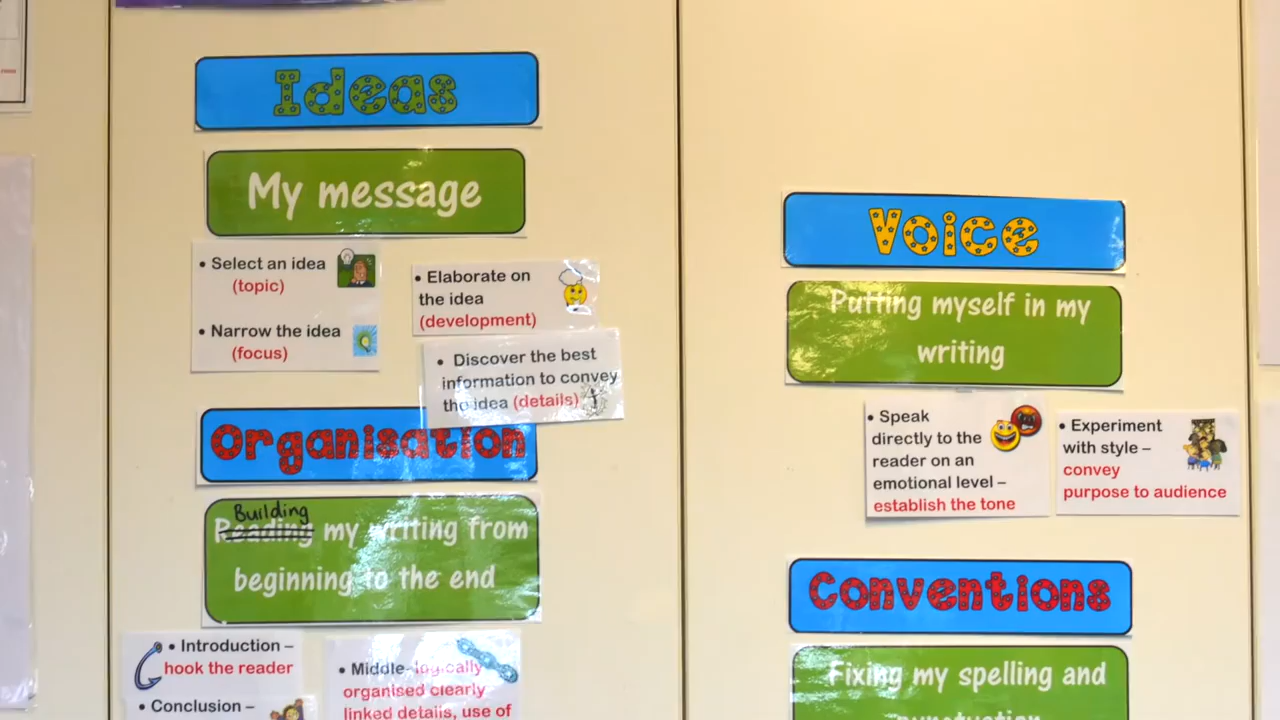 Ideas
My message
• Select an idea
(topic)
• Narrow the idea
(focus)
• Elaborate on
the idea
(development)
• Discover the best
information to convey
the idea (details)
Organisation
Building
Reading my writing from
beginning to the end
• Introduction –
hook the reader
• Conclusion –
• Middle–logically
organised clearly
linked details, use of
Voice
Putting myself in my
writing
• Speak
directly to the
reader on an
emotional level –
establish the tone
• Experiment
with style –
convey
purpose to audience
Conventions
Fixing my spelling and
punctuation